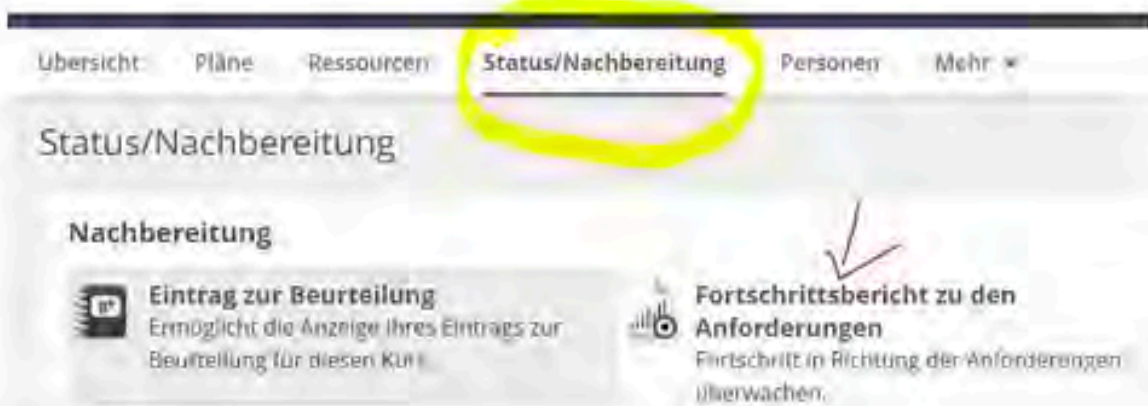 Übersicht Pläne Ressourcen Status/Nachbereitung Personen Mehr
Status/Nachbereitung
Nachbereitung
Eintrag zur Beurteilung
Ermöglicht die Anzeige Ihres Eintrags zur
Beurteilung für diesen Kurs.
Fortschrittsbericht zu den
Anforderungen
Fortschritt in Richtung der Anforderungen
überwachen.